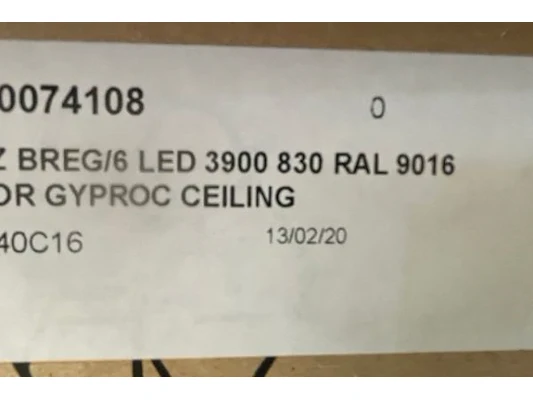 0074108 0
Z BREG/6 LED 3900 830 RAL 9016
OR GYPROC CEILING
40C16 13/02/20